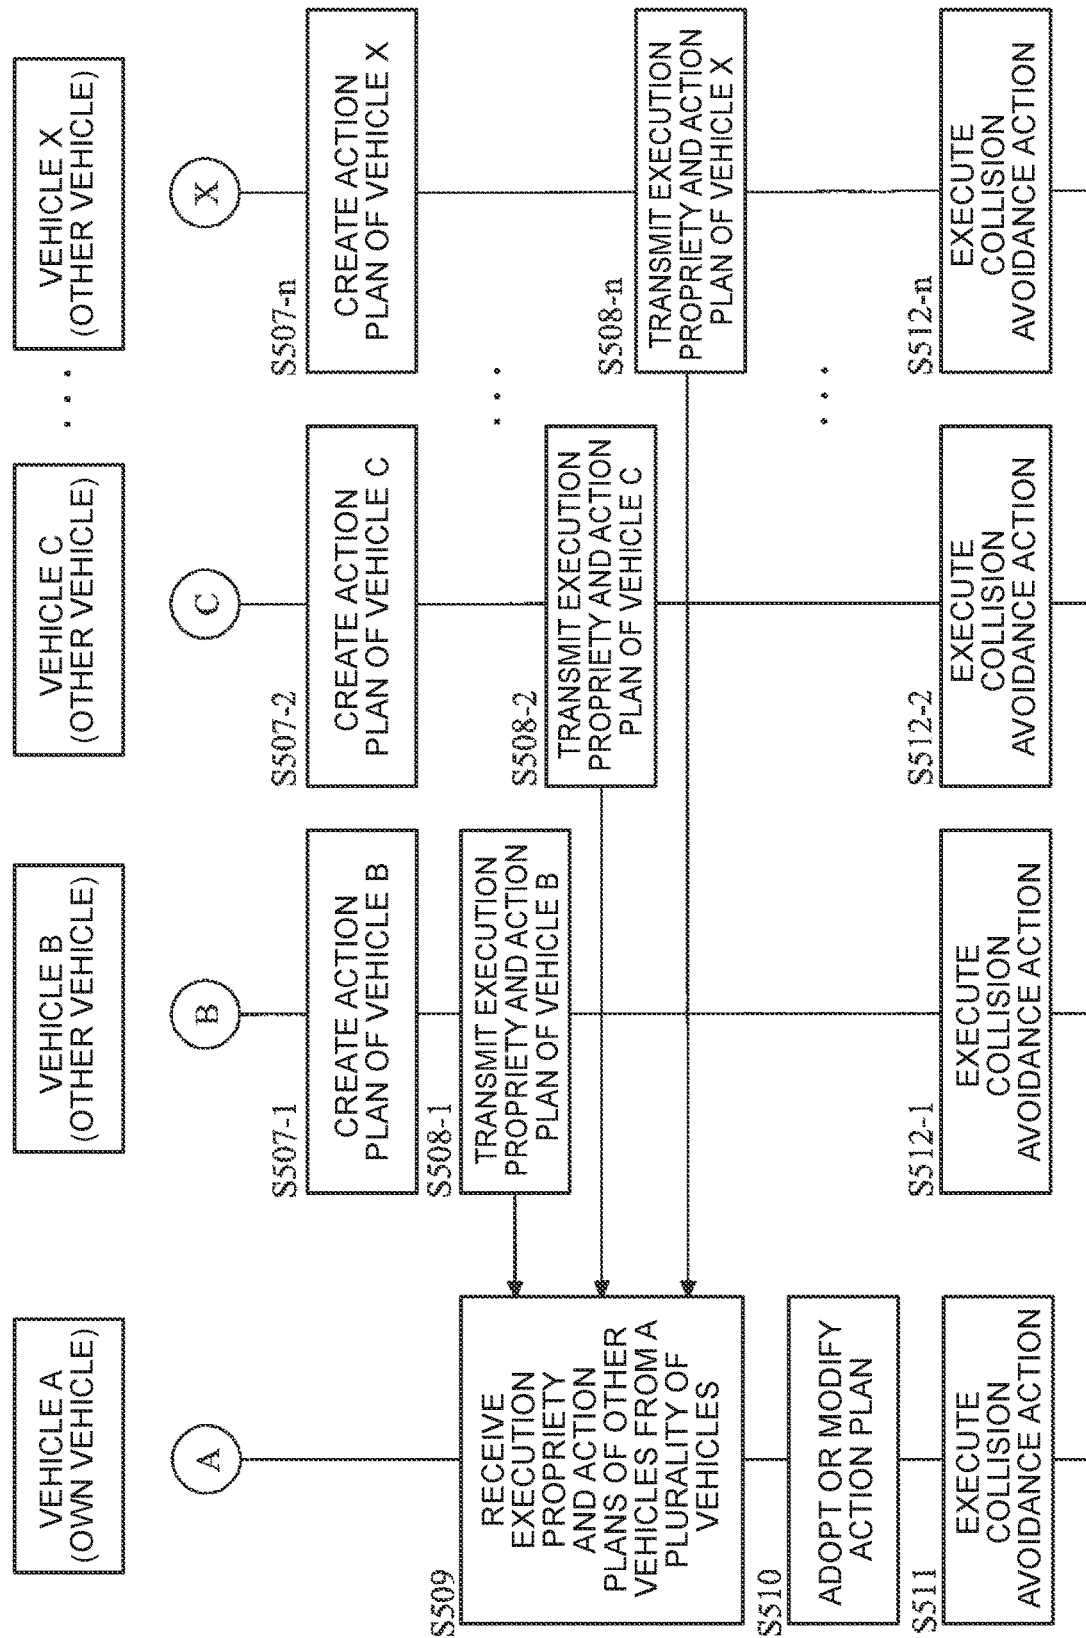 VEHICLE A
(OWN VEHICLE)
VEHICLE B
(OTHER VEHICLE)
VEHICLE C
(OTHER VEHICLE)
. . .
VEHICLE X
(OTHER VEHICLE)
A
B
C
X
S507-1
CREATE ACTION
PLAN OF VEHICLE B
S507-2
CREATE ACTION
PLAN OF VEHICLE C
S507-n
CREATE ACTION
PLAN OF VEHICLE X
S508-1
TRANSMIT EXECUTION
PROPRIETY AND ACTION
PLAN OF VEHICLE B
S508-2
TRANSMIT EXECUTION
PROPRIETY AND ACTION
PLAN OF VEHICLE C
. . .
S508-n
TRANSMIT EXECUTION
PROPRIETY AND ACTION
PLAN OF VEHICLE X
S509
RECEIVE
EXECUTION
PROPRIETY
AND ACTION
PLANS OF OTHER
VEHICLES FROM A
PLURALITY OF
VEHICLES
S510
ADOPT OR MODIFY
ACTION PLAN
. . .
S511
EXECUTE
COLLISION
AVOIDANCE ACTION
S512-1
EXECUTE
COLLISION
AVOIDANCE ACTION
S512-2
EXECUTE
COLLISION
AVOIDANCE ACTION
S512-n
EXECUTE
COLLISION
AVOIDANCE ACTION